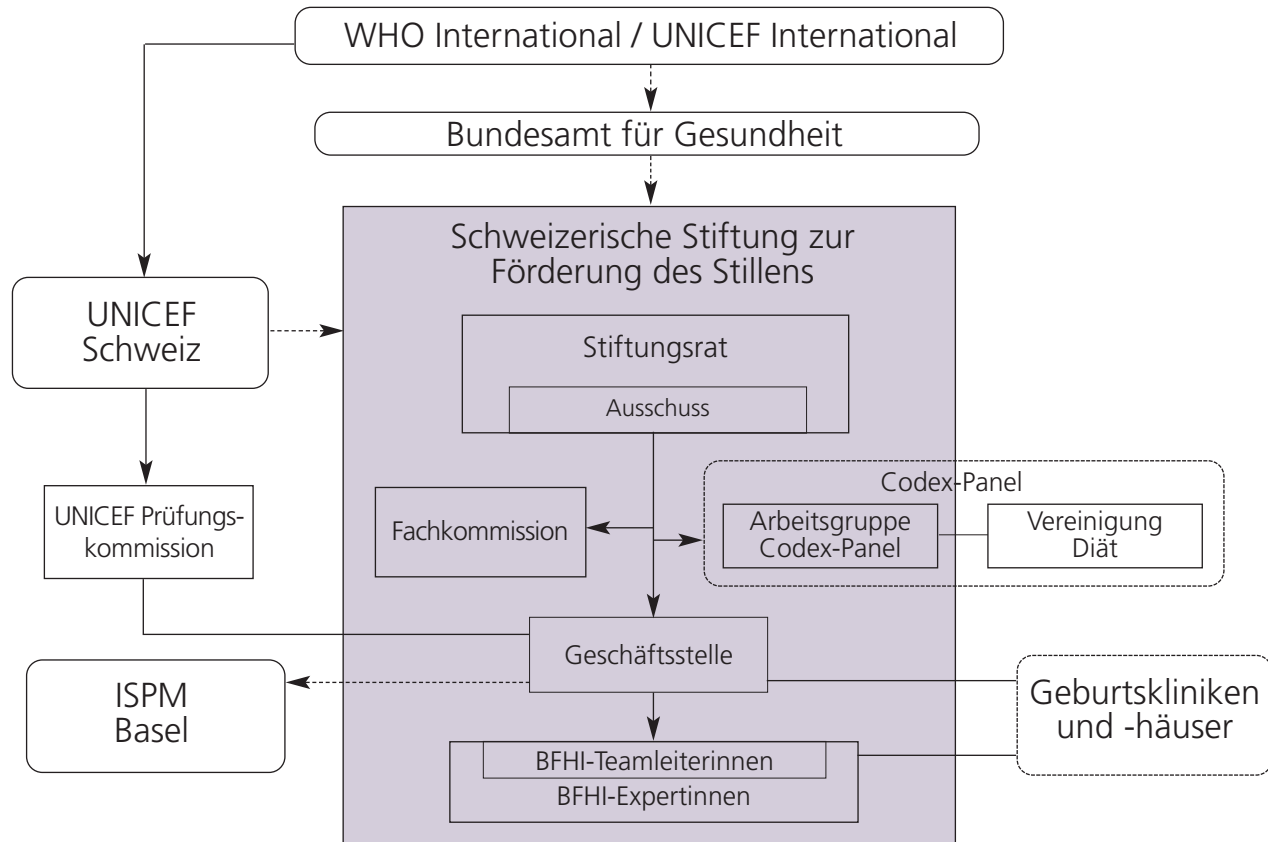 WHO International / UNICEF International
Bundesamt für Gesundheit
Schweizerische Stiftung zur
Förderung des Stillens
UNICEF
Schweiz
Stiftungsrat
Ausschuss
Codex-Panel
UNICEF Prüfungs-
kommission
Fachkommission
Arbeitsgruppe
Codex-Panel
Vereinigung
Diät
Geschäftsstelle
ISPM
Basel
Geburtskliniken
und -häuser
BFHI-Teamleiterinnen
BFHI-Expertinnen